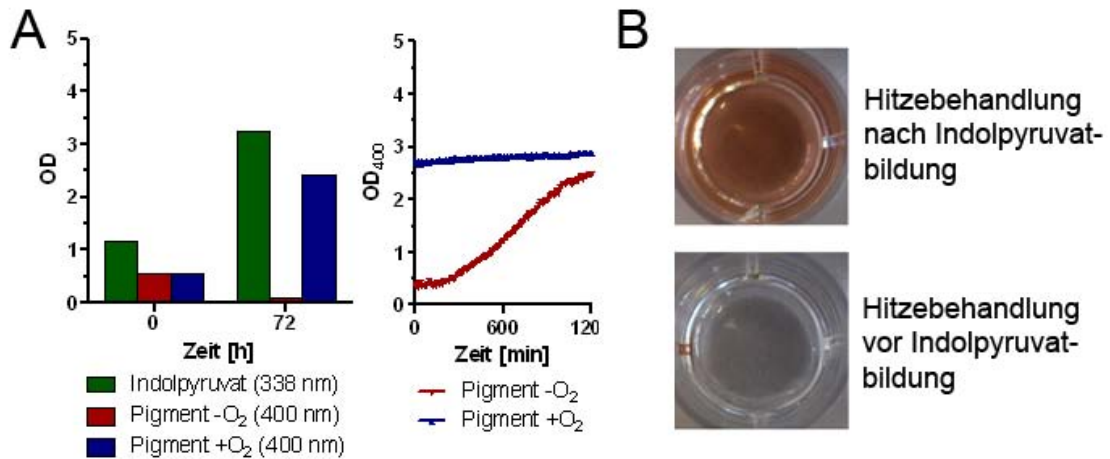 A
5
4
3
2
1
0
OD
0
72
Zeit [h]
Indolpyruvat (338 nm)
Pigment -O₂ (400 nm)
Pigment +O₂ (400 nm)
5
4
3
2
1
0
OD₄₀₀
0
600
120
Zeit [min]
Pigment -O₂
Pigment +O₂
B
Hitzebehandlung
nach Indolpyruvat-
bildung
Hitzebehandlung
vor Indolpyruvat-
bildung